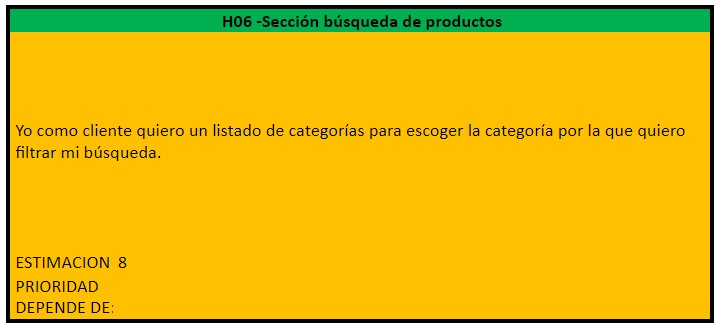 H06 -Sección búsqueda de productos
Yo como cliente quiero un listado de categorías para escoger la categoría por la que quiero
filtrar mi búsqueda.
ESTIMACION 8
PRIORIDAD
DEPENDE DE: